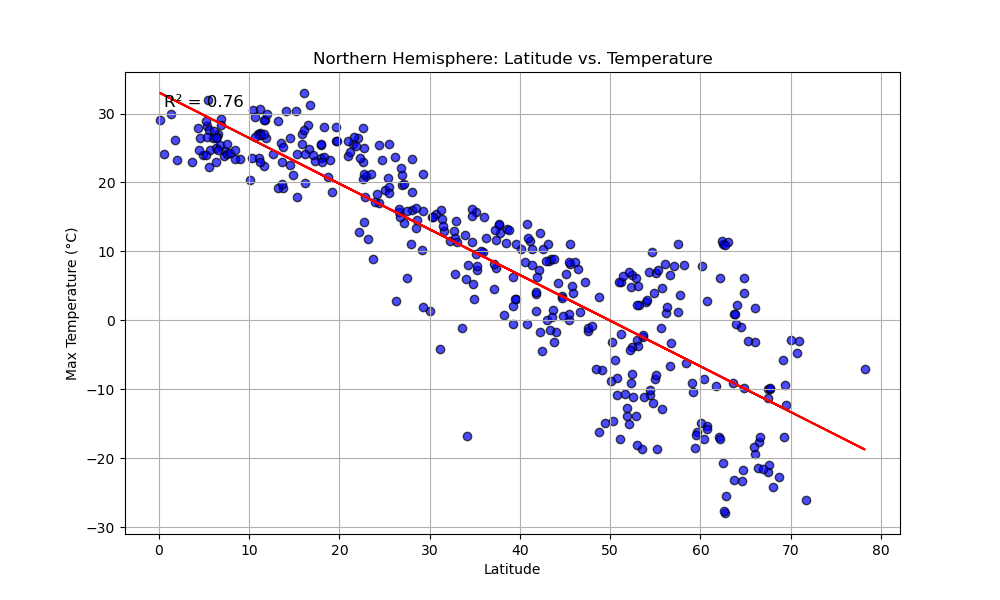 Northern Hemisphere: Latitude vs. Temperature
R² = 0.76
Max Temperature (°C)
30
20
10
0
−10
−20
−30
0 10 20 30 40 50 60 70 80
Latitude